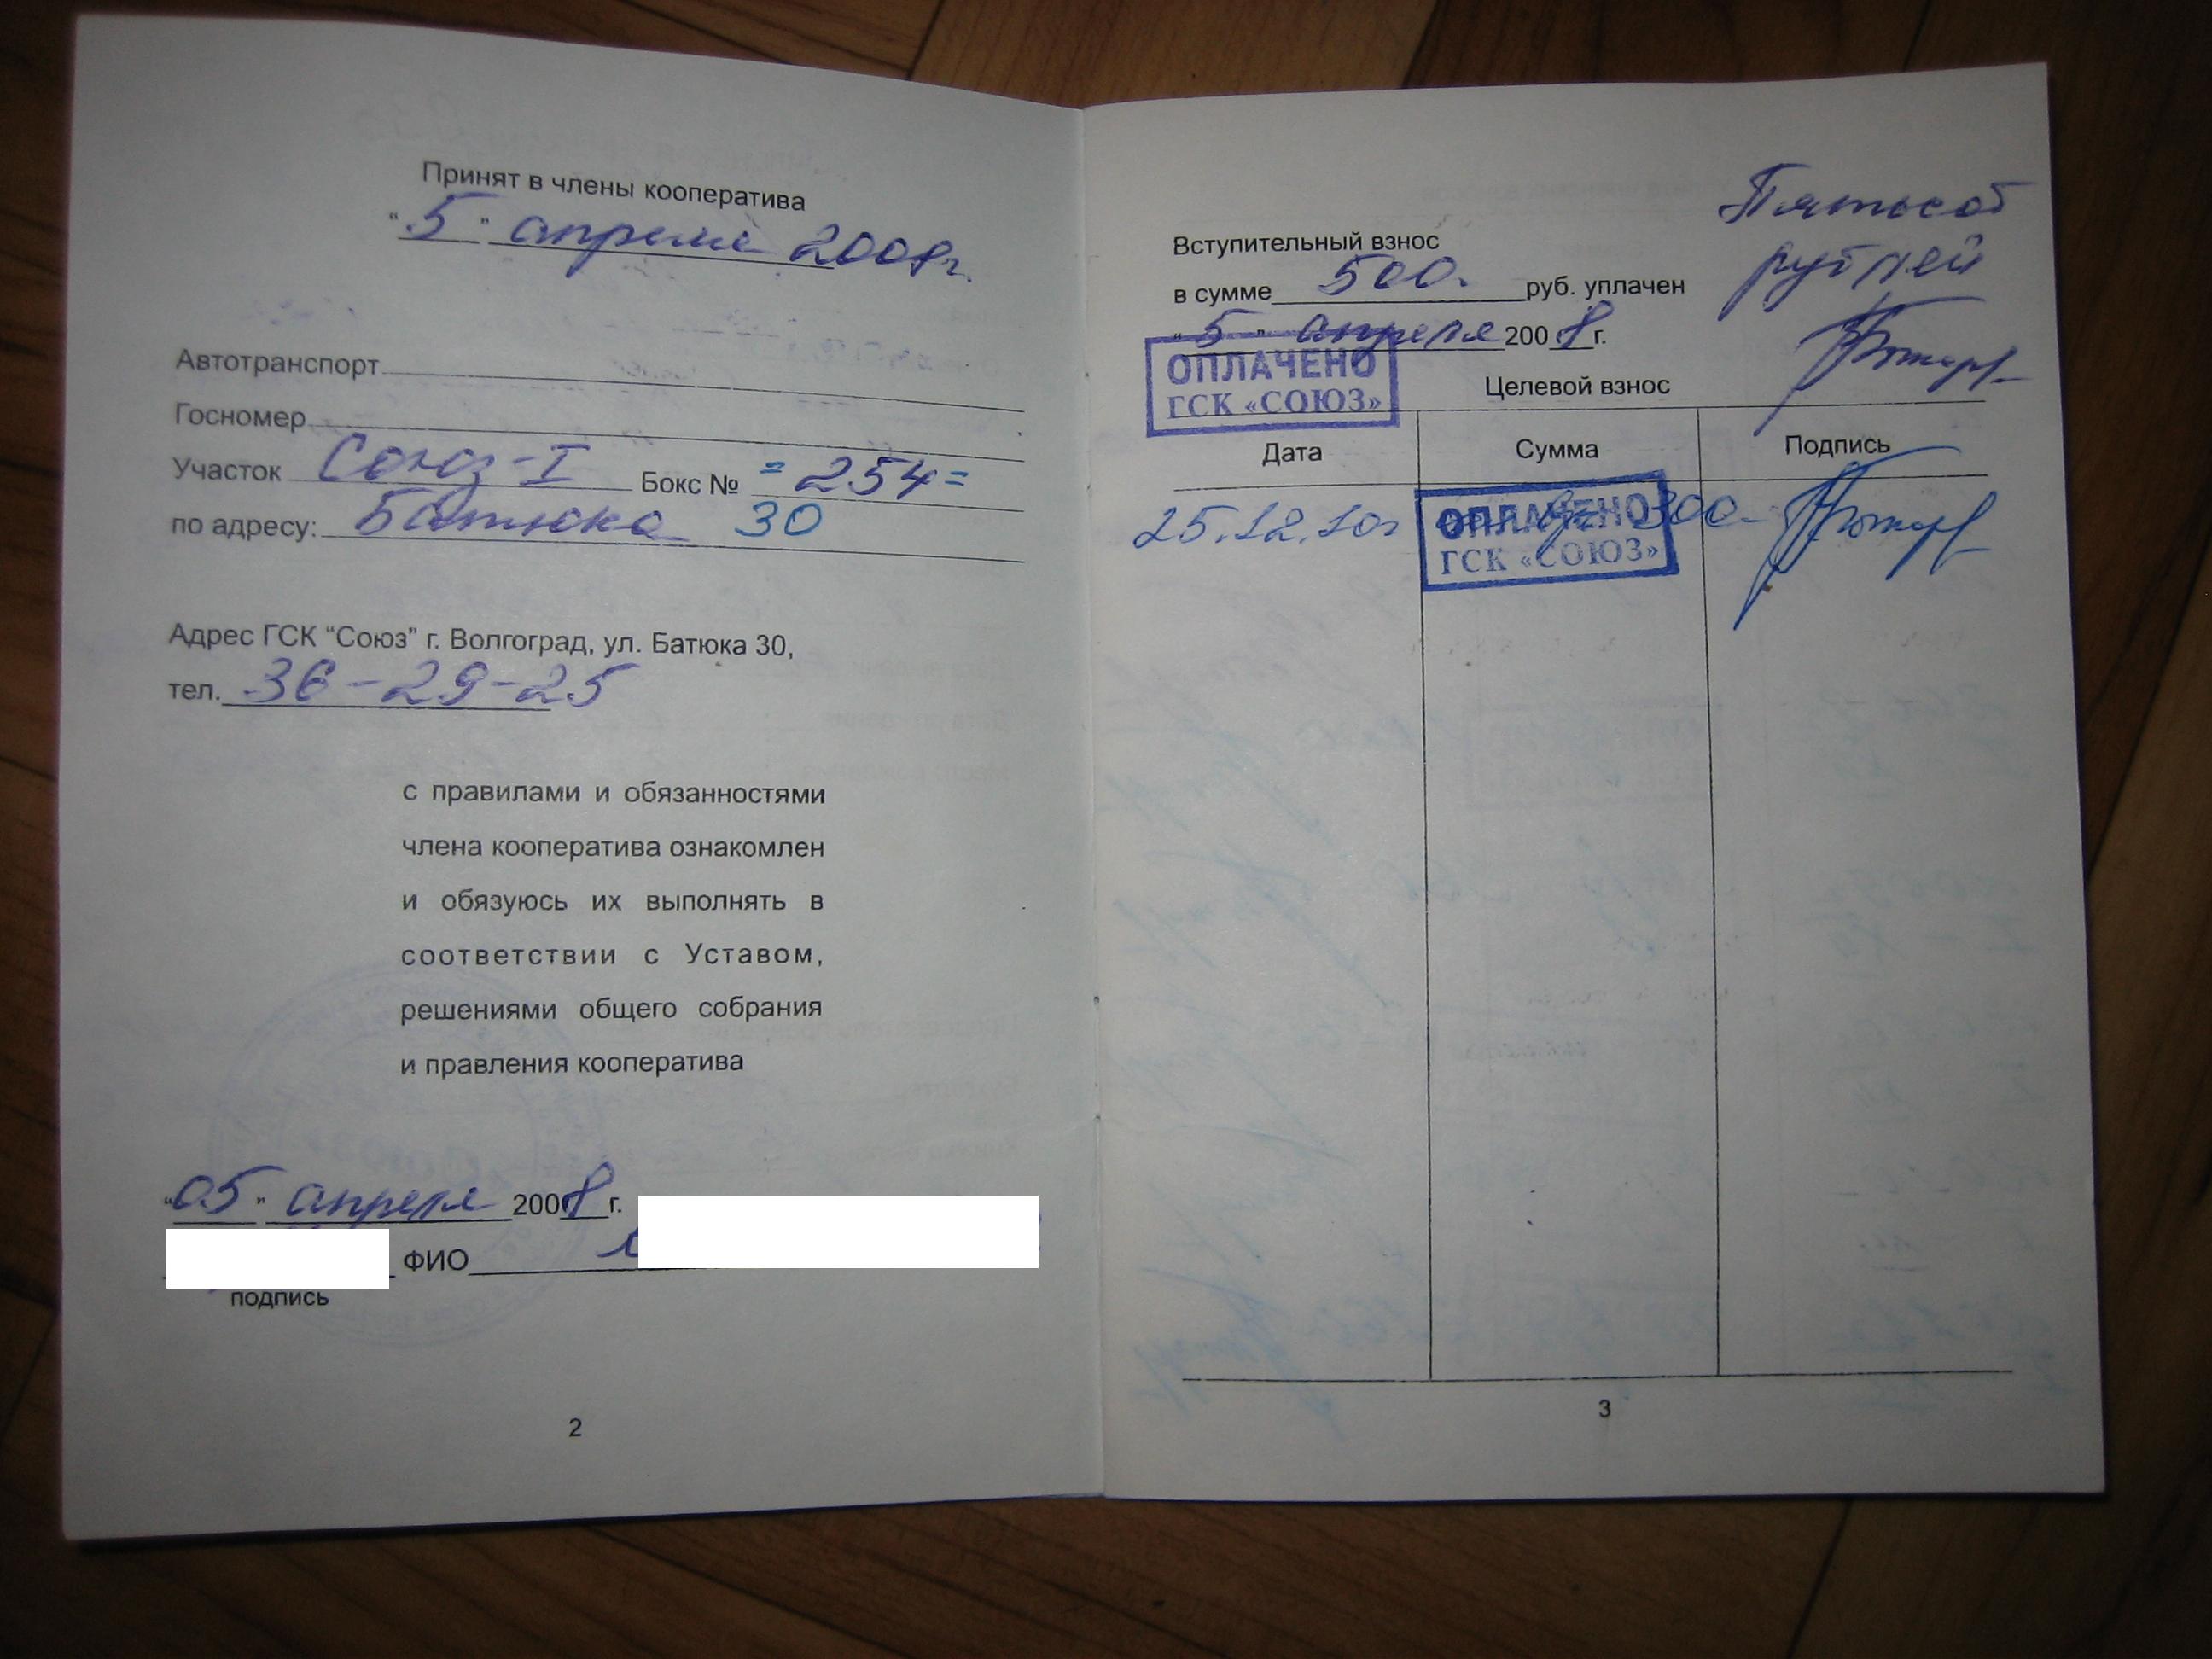 Принят в члены кооператива
“5” апреля 2008г.
Автотранспорт
Госномер
Участок Союз-I Бокс № =254=
по адресу: Батюка 30
Адрес ГСК “Союз” г. Волгоград, ул. Батюка 30,
тел. 36-29-25
с правилами и обязанностями
члена кооператива ознакомлен
и обязуюсь их выполнять в
соответствии с Уставом,
решениями общего собрания
и правления кооператива
“05” апреля 2008 г.
ФИО
подпись
2
Пятьсот
рублей
Вступительный взнос
в сумме 500- руб. уплачен
“5” апреля 2008 г.
ОПЛАЧЕНО
ГСК «СОЮЗ»
Целевой взнос
Дата Сумма Подпись
25.12.10г 300-
ОПЛАЧЕНО
ГСК «СОЮЗ»
3